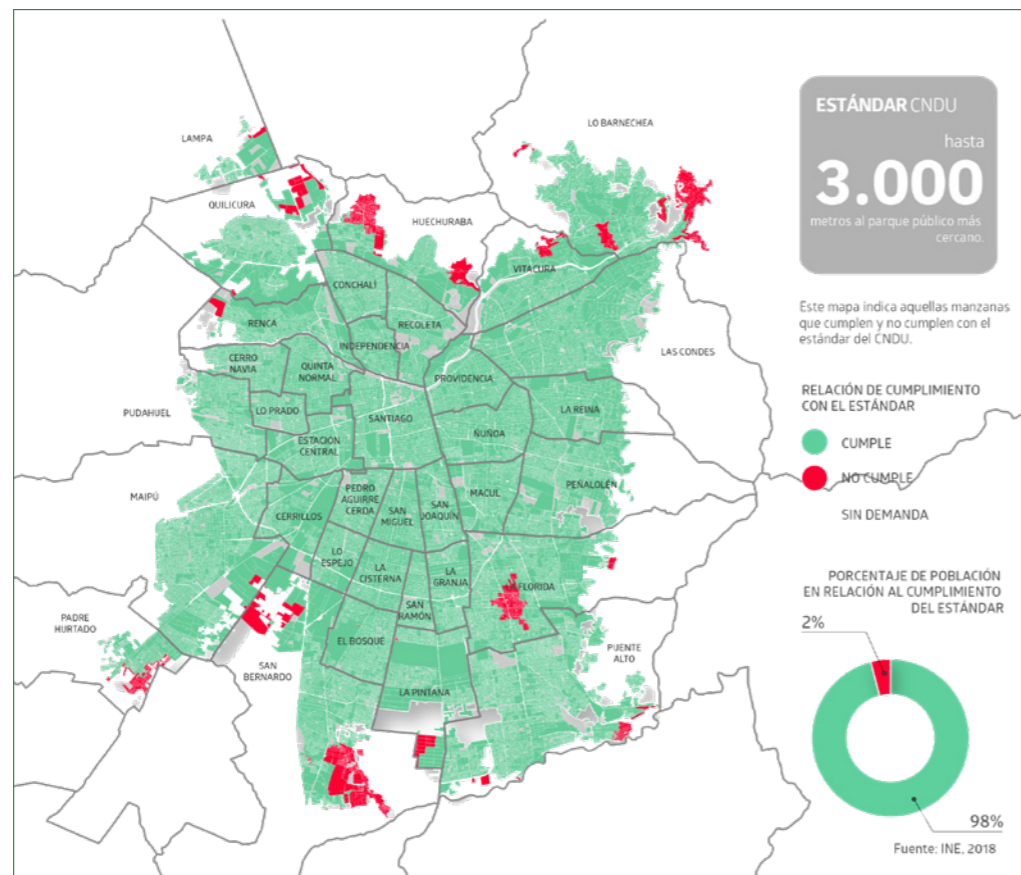 ESTÁNDAR CNDU
hasta
3.000
metros al parque público más
cercano.
Este mapa indica aquellas manzanas
que cumplen y no cumplen con el
estándar del CNDU.
RELACIÓN DE CUMPLIMIENTO
CON EL ESTÁNDAR
CUMPLE
NO CUMPLE
SIN DEMANDA
PORCENTAJE DE POBLACIÓN
EN RELACIÓN AL CUMPLIMIENTO
DEL ESTÁNDAR
2%
98%
Fuente: INE, 2018
LO BARNECHEA
LAMPA
QUILICURA
HUECHURABA
VITACURA
CONCHALÍ
RENCA
RECOLETA
INDEPENDENCIA
LAS CONDES
CERRO
NAVIA
QUINTA
NORMAL
PROVIDENCIA
PUDAHUEL
LO PRADO
SANTIAGO
LA REINA
ÑUÑOA
ESTACIÓN
CENTRAL
MAIPÚ
PEDRO
AGUIRRE
CERDA
SAN
MIGUEL
SAN
JOAQUÍN
MACUL
PEÑALOLÉN
CERRILLOS
LO
ESPEJO
LA
CISTERNA
LA
GRANJA
LA FLORIDA
SAN
RAMÓN
PADRE
HURTADO
EL BOSQUE
SAN
BERNARDO
PUENTE
ALTO
LA PINTANA